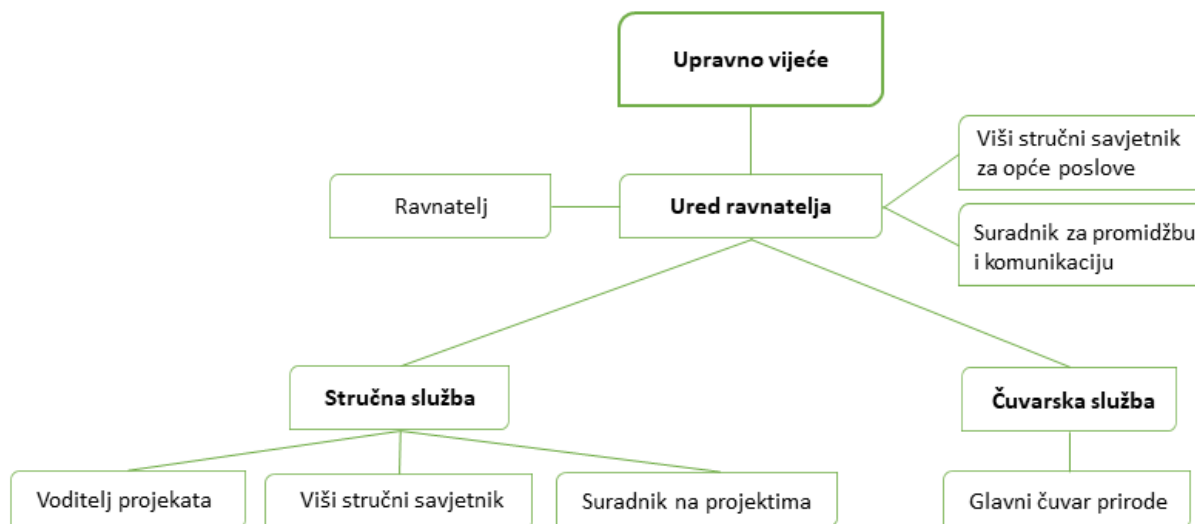 Upravno vijeće
Viši stručni savjetnik
za opće poslove
Ravnatelj
Ured ravnatelja
Suradnik za promidžbu
i komunikaciju
Stručna služba
Čuvarska služba
Voditelj projekata
Viši stručni savjetnik
Suradnik na projektima
Glavni čuvar prirode